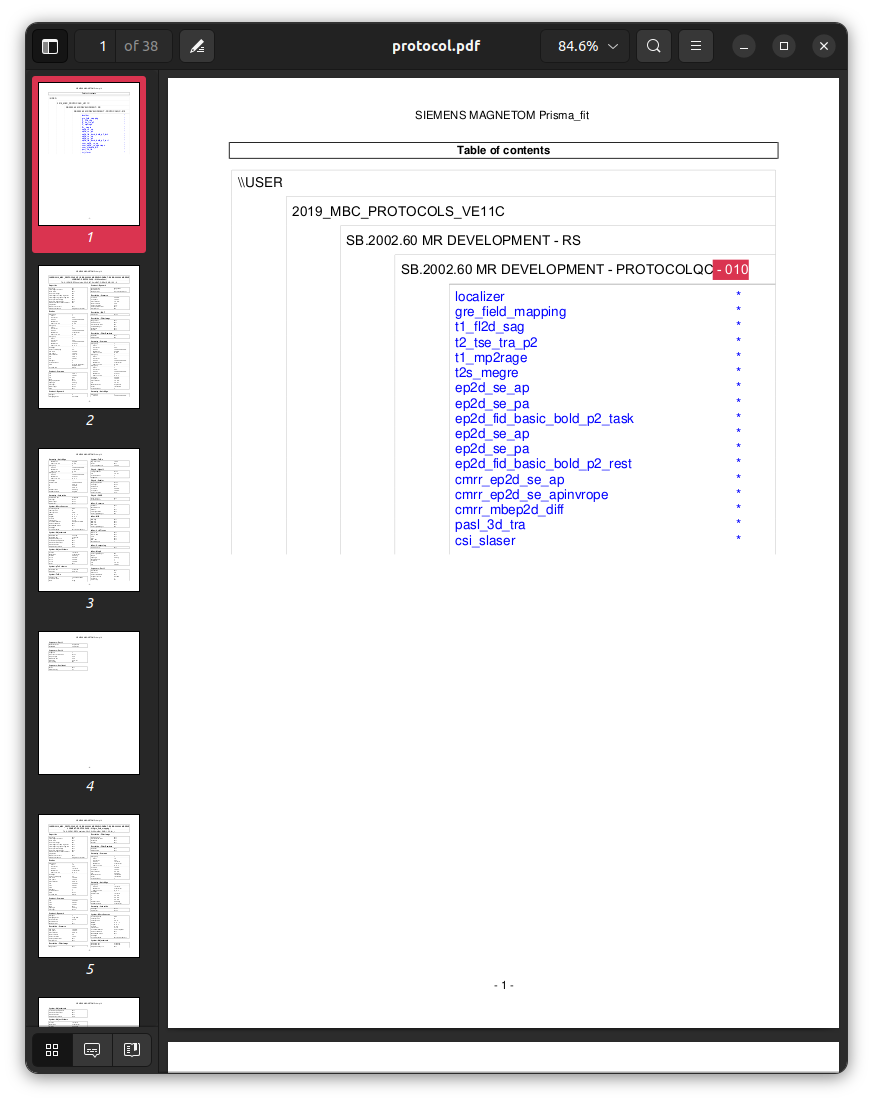 1 of 38 protocol.pdf 84.6%
SIEMENS MAGNETOM Prisma_fit
Table of contents
\\USER
2019_MBC_PROTOCOLS_VE11C
SB.2002.60 MR DEVELOPMENT - RS
SB.2002.60 MR DEVELOPMENT - PROTOCOLQC - 010
localizer *
gre_field_mapping *
t1_fl2d_sag *
t2_tse_tra_p2 *
t1_mp2rage *
t2s_megre *
ep2d_se_ap *
ep2d_se_pa *
ep2d_fid_basic_bold_p2_task *
ep2d_se_ap *
ep2d_se_pa *
ep2d_fid_basic_bold_p2_rest *
cmrr_ep2d_se_ap *
cmrr_ep2d_se_apinvrope *
cmrr_mbep2d_diff *
pasl_3d_tra *
csi_slaser *
- 1 -
1
2
3
4
5